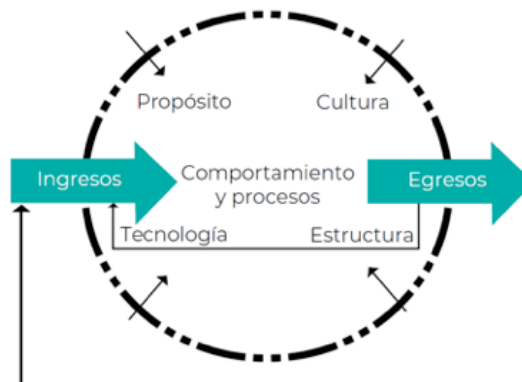 Propósito
Cultura
Ingresos
Comportamiento
y procesos
Egresos
Tecnología
Estructura